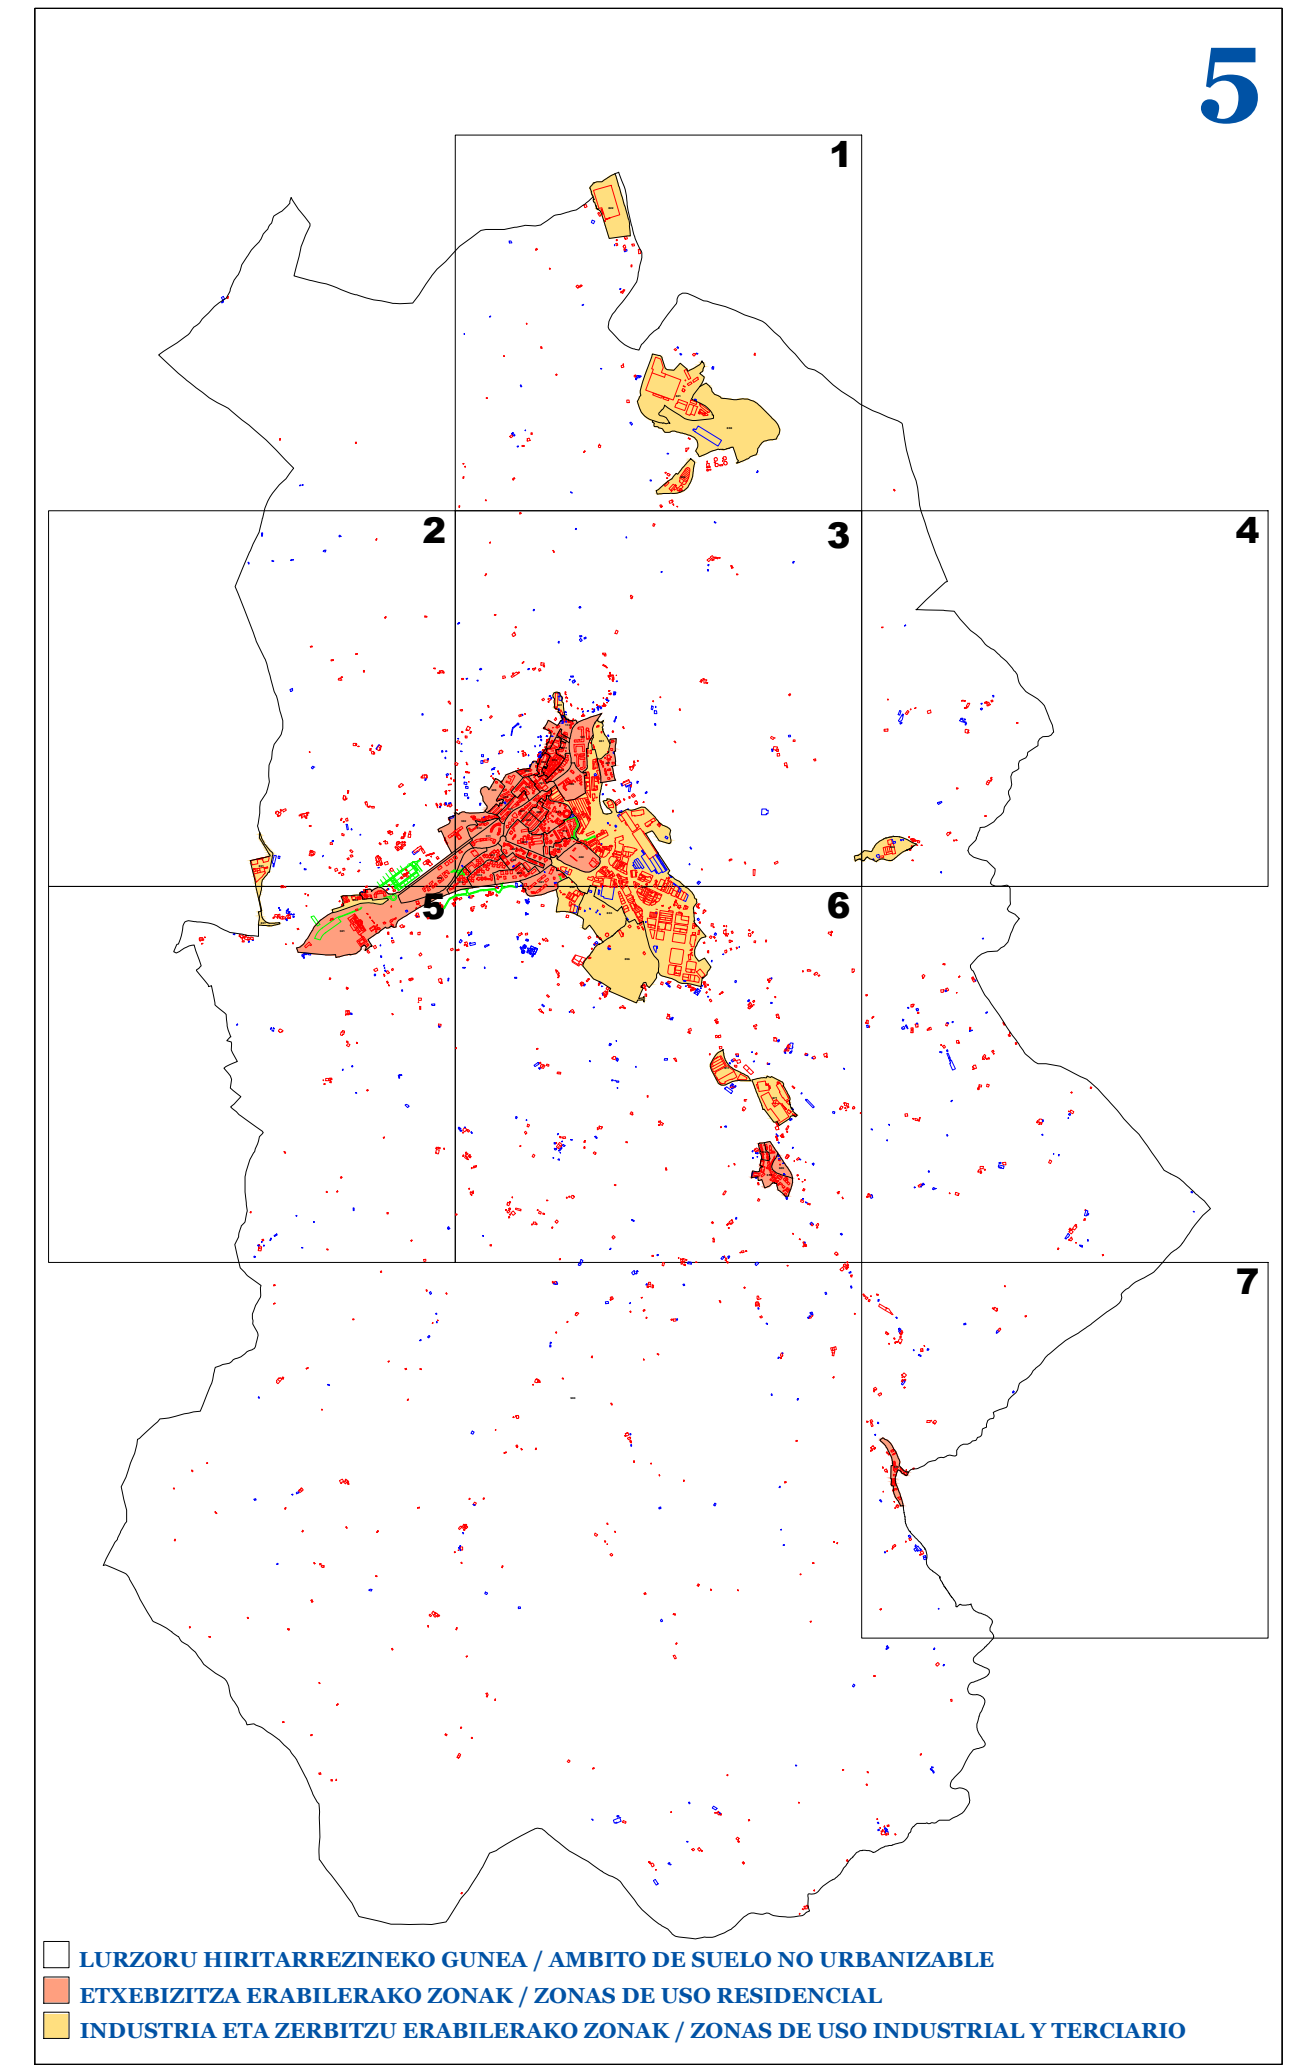 5
1
2
3
4
5
6
7
LURZORU HIRITARREZINEKO GUNEA / AMBITO DE SUELO NO URBANIZABLE
ETXEBIZITZA ERABILERAKO ZONAK / ZONAS DE USO RESIDENCIAL
INDUSTRIA ETA ZERBITZU ERABILERAKO ZONAK / ZONAS DE USO INDUSTRIAL Y TERCIARIO